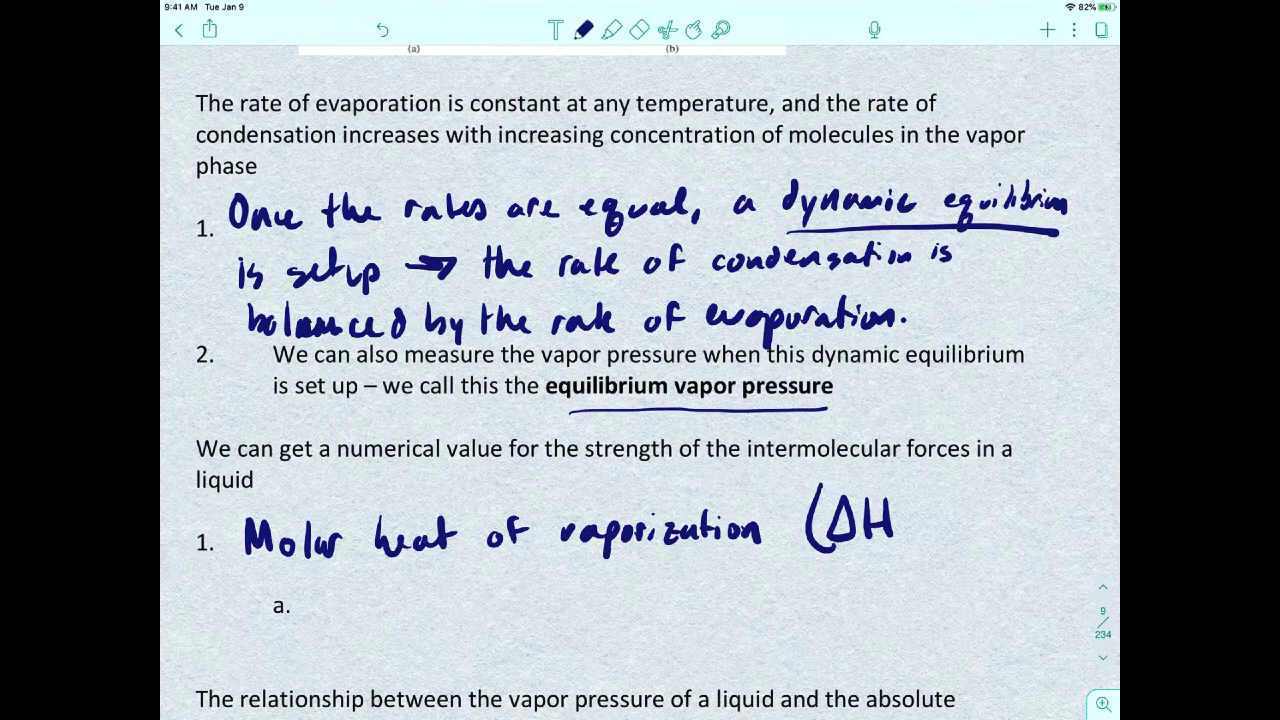 9:41 AM Tue Jan 9
82%
T
(a) (b)
The rate of evaporation is constant at any temperature, and the rate of
condensation increases with increasing concentration of molecules in the vapor
phase
1. Once the rates are equal, a dynamic equilibrium
is setup → the rate of condensation is
balanced by the rate of evaporation.
2. We can also measure the vapor pressure when this dynamic equilibrium
is set up – we call this the equilibrium vapor pressure
We can get a numerical value for the strength of the intermolecular forces in a
liquid
1. Molar heat of vaporization (ΔH
a.
9
/
234
The relationship between the vapor pressure of a liquid and the absolute